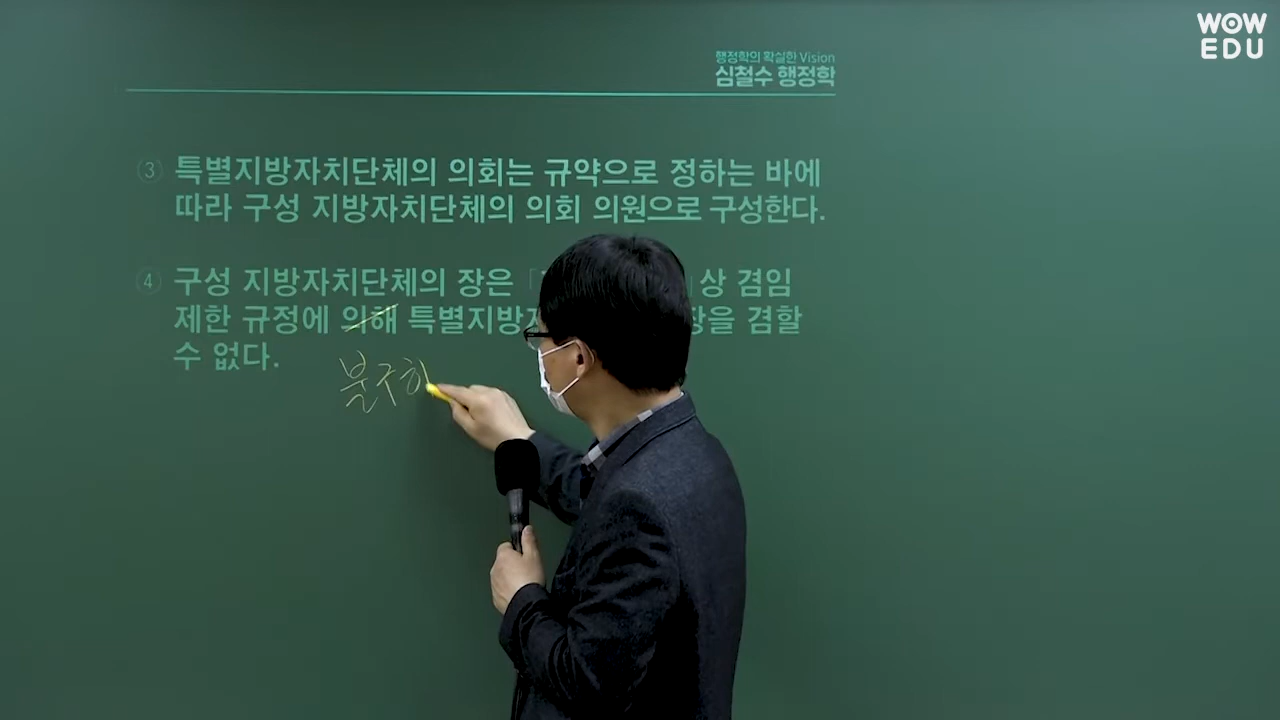 WOW
EDU
행정학의 확실한 Vision
심철수 행정학
③ 특별지방자치단체의 의회는 규약으로 정하는 바에
따라 구성 지방자치단체의 의회 의원으로 구성한다.
④ 구성 지방자치단체의 장은 「 」상 겸임
제한 규정에 의해 특별지방 장을 겸할
수 없다.
불구하